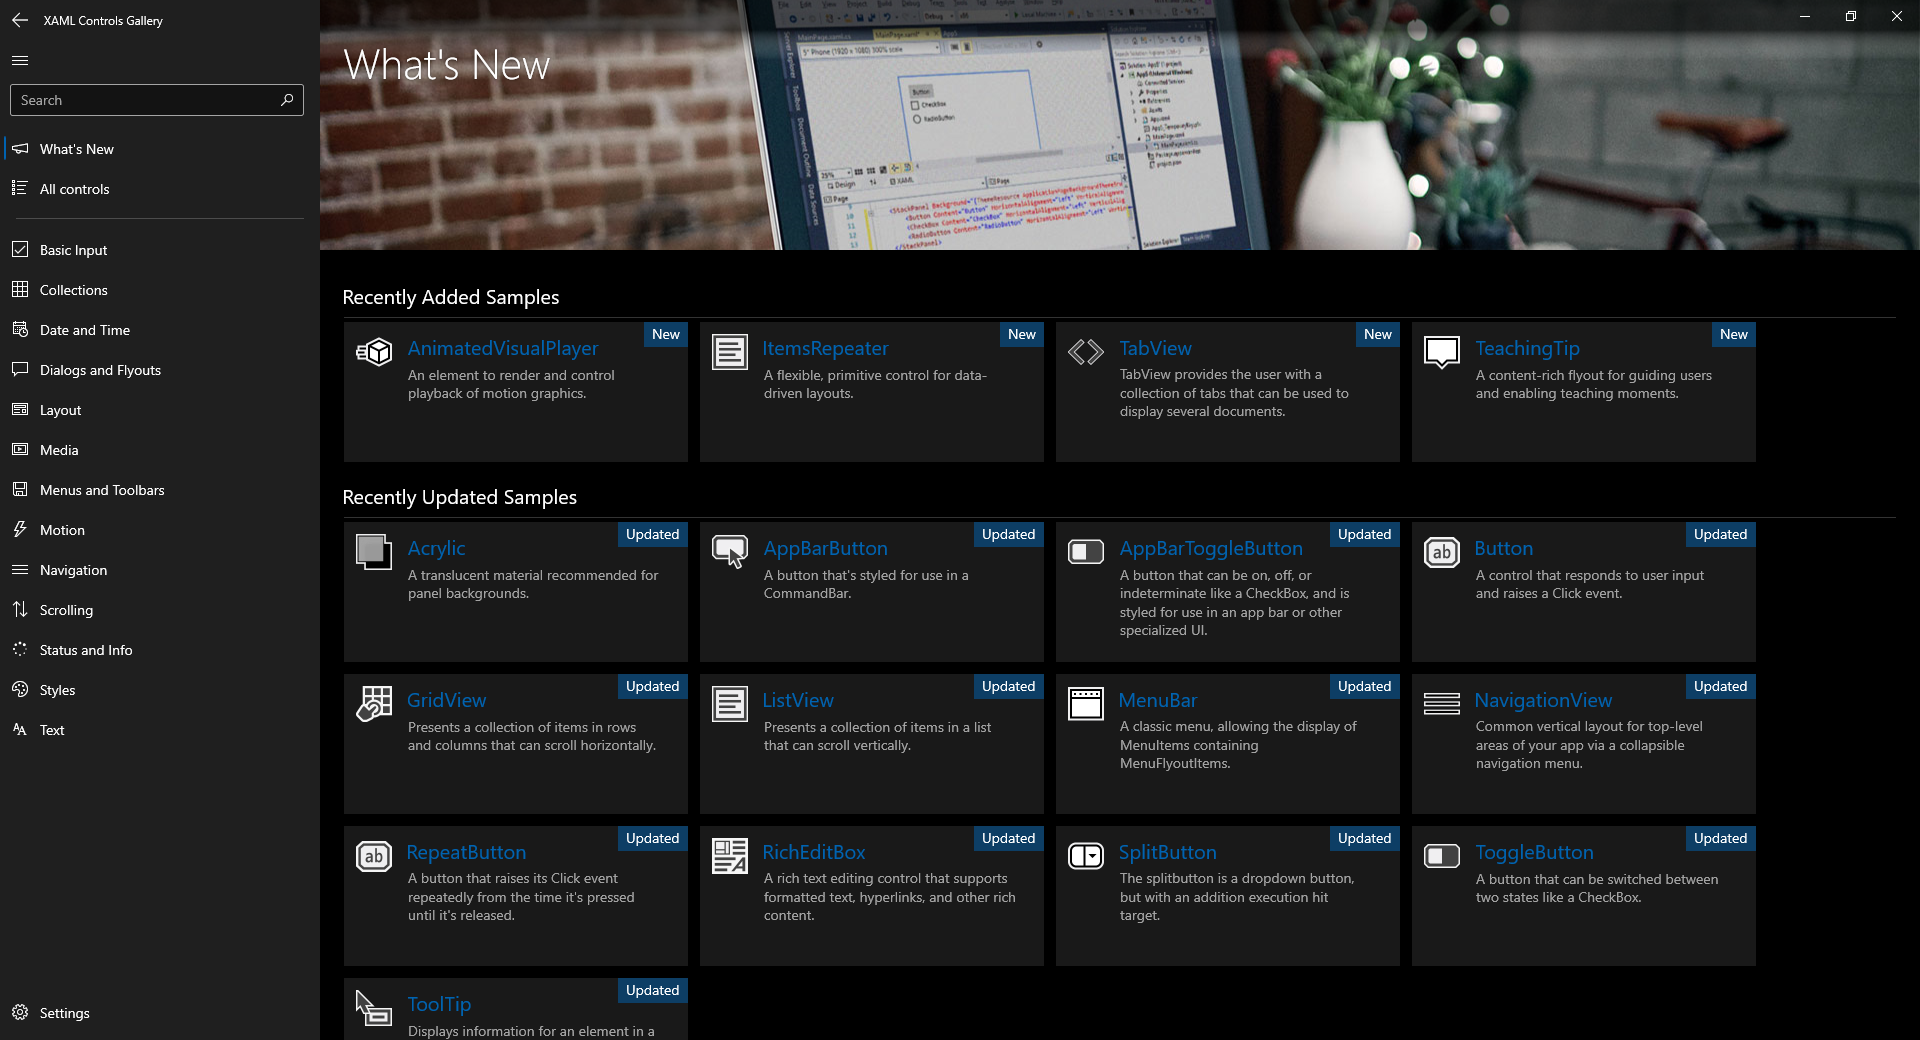 XAML Controls Gallery
Search
What's New
All controls
Basic Input
Collections
Date and Time
Dialogs and Flyouts
Layout
Media
Menus and Toolbars
Motion
Navigation
Scrolling
Status and Info
Styles
Text
Settings
What's New
Button
CheckBox
RadioButton
Design
XAML
Page
Page
Recently Added Samples
New
AnimatedVisualPlayer
An element to render and control
playback of motion graphics.
New
ItemsRepeater
A flexible, primitive control for data-
driven layouts.
New
TabView
TabView provides the user with a
collection of tabs that can be used to
display several documents.
New
TeachingTip
A content-rich flyout for guiding users
and enabling teaching moments.
Recently Updated Samples
Updated
Acrylic
A translucent material recommended for
panel backgrounds.
Updated
AppBarButton
A button that's styled for use in a
CommandBar.
Updated
AppBarToggleButton
A button that can be on, off, or
indeterminate like a CheckBox, and is
styled for use in an app bar or other
specialized UI.
Updated
ab
Button
A control that responds to user input
and raises a Click event.
Updated
GridView
Presents a collection of items in rows
and columns that can scroll horizontally.
Updated
ListView
Presents a collection of items in a list
that can scroll vertically.
Updated
MenuBar
A classic menu, allowing the display of
MenuItems containing
MenuFlyoutItems.
Updated
NavigationView
Common vertical layout for top-level
areas of your app via a collapsible
navigation menu.
Updated
ab
RepeatButton
A button that raises its Click event
repeatedly from the time it's pressed
until it's released.
Updated
RichEditBox
A rich text editing control that supports
formatted text, hyperlinks, and other rich
content.
Updated
SplitButton
The splitbutton is a dropdown button,
but with an addition execution hit
target.
Updated
ToggleButton
A button that can be switched between
two states like a CheckBox.
Updated
ToolTip
Displays information for an element in a